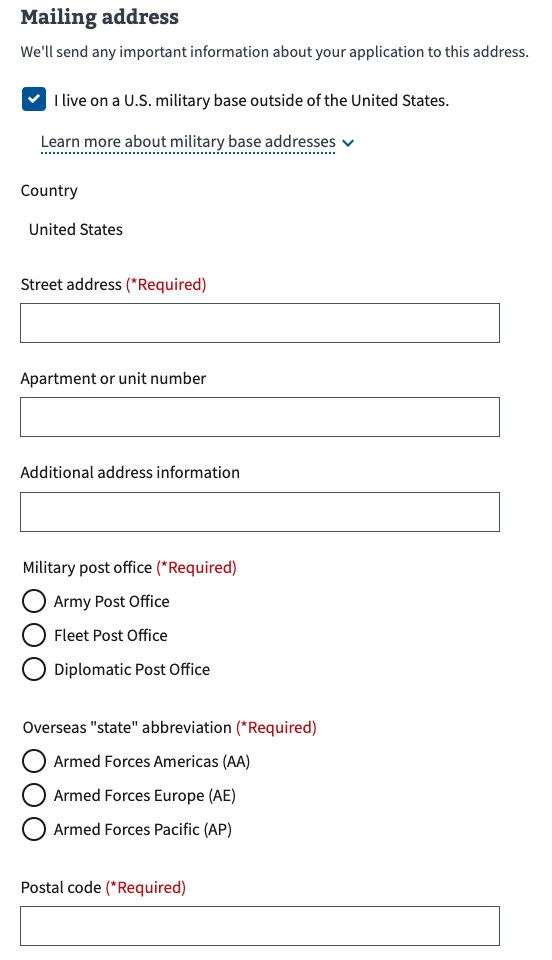 Mailing address
We'll send any important information about your application to this address.
I live on a U.S. military base outside of the United States.
Learn more about military base addresses
Country
United States
Street address (*Required)
Apartment or unit number
Additional address information
Military post office (*Required)
Army Post Office
Fleet Post Office
Diplomatic Post Office
Overseas "state" abbreviation (*Required)
Armed Forces Americas (AA)
Armed Forces Europe (AE)
Armed Forces Pacific (AP)
Postal code (*Required)